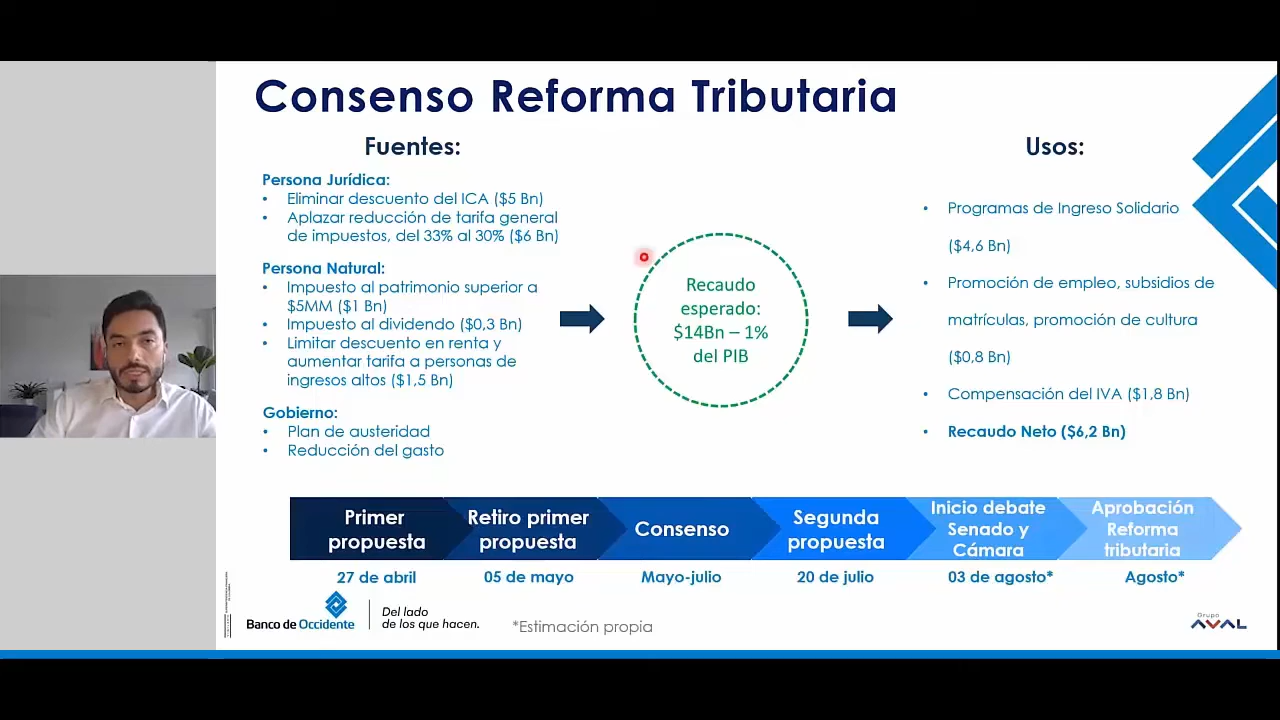 Consenso Reforma Tributaria
Fuentes:
Persona Jurídica:
• Eliminar descuento del ICA ($5 Bn)
• Aplazar reducción de tarifa general
de impuestos, del 33% al 30% ($6 Bn)
Persona Natural:
• Impuesto al patrimonio superior a
$5MM ($1 Bn)
• Impuesto al dividendo ($0,3 Bn)
• Limitar descuento en renta y
aumentar tarifa a personas de
ingresos altos ($1,5 Bn)
Gobierno:
• Plan de austeridad
• Reducción del gasto
Recaudo
esperado:
$14Bn – 1%
del PIB
Usos:
• Programas de Ingreso Solidario
($4,6 Bn)
• Promoción de empleo, subsidios de
matrículas, promoción de cultura
($0,8 Bn)
• Compensación del IVA ($1,8 Bn)
• Recaudo Neto ($6,2 Bn)
Primer
propuesta
Retiro primer
propuesta
Consenso
Segunda
propuesta
Inicio debate
Senado y
Cámara
Aprobación
Reforma
tributaria
27 de abril
05 de mayo
Mayo-julio
20 de julio
03 de agosto*
Agosto*
Banco de Occidente
Del lado
de los que hacen.
*Estimación propia
Grupo
AVAL